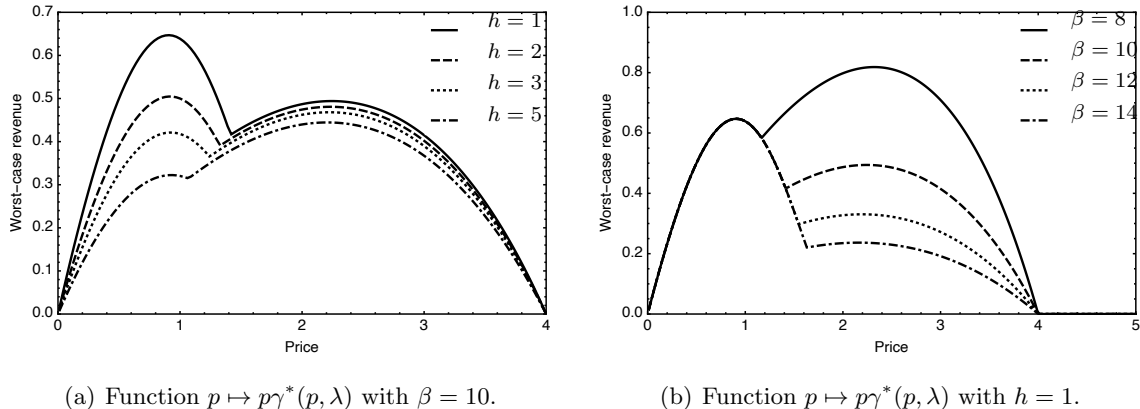 0.7
0.6
0.5
0.4
0.3
0.2
0.1
0.0
Worst−case revenue
0 1 2 3 4
Price
h = 1
h = 2
h = 3
h = 5
(a) Function p ↦ pγ*(p, λ) with β = 10.
1.0
0.8
0.6
0.4
0.2
0.0
Worst−case revenue
0 1 2 3 4 5
Price
β = 8
β = 10
β = 12
β = 14
(b) Function p ↦ pγ*(p, λ) with h = 1.